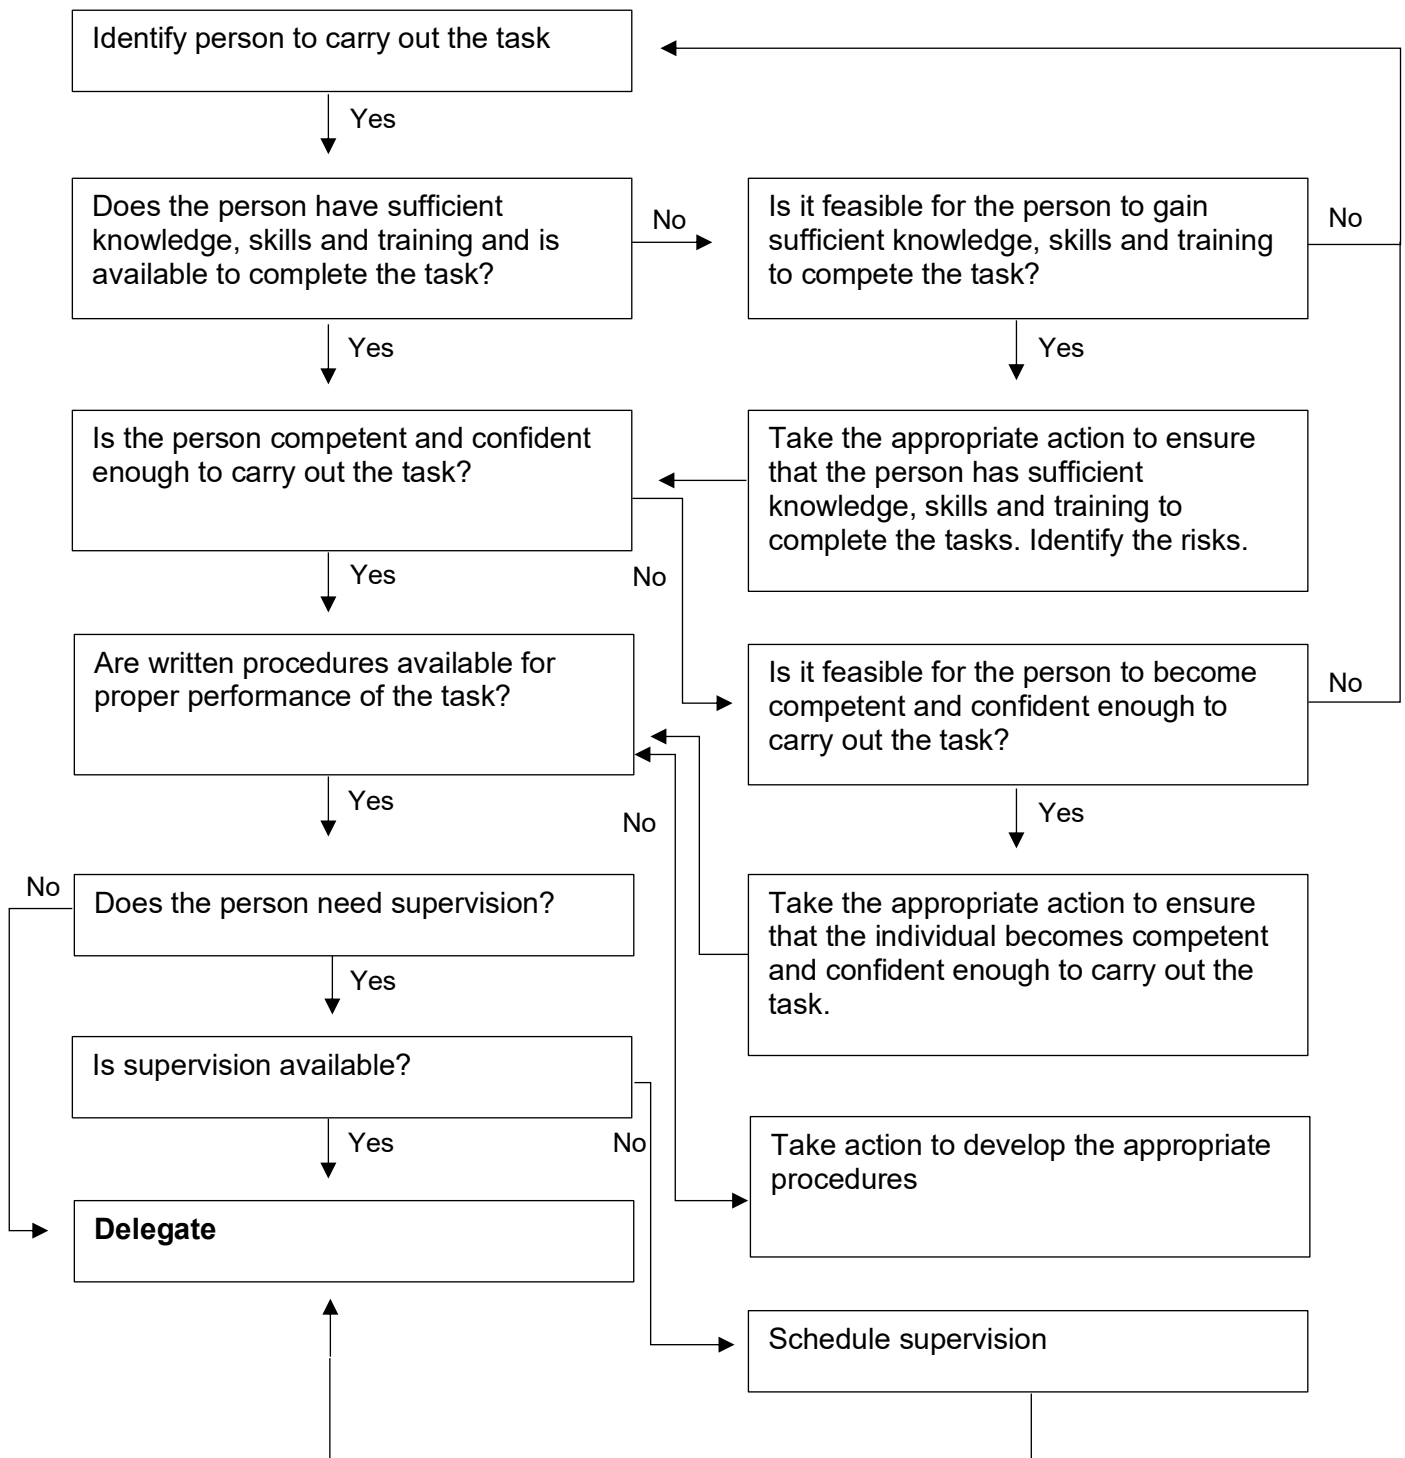 Identify person to carry out the task
Yes
Does the person have sufficient
knowledge, skills and training and is
available to complete the task?
No
Is it feasible for the person to gain
sufficient knowledge, skills and training
to compete the task?
No
Yes
Yes
Is the person competent and confident
enough to carry out the task?
Take the appropriate action to ensure
that the person has sufficient
knowledge, skills and training to
complete the tasks. Identify the risks.
Yes
No
Are written procedures available for
proper performance of the task?
Is it feasible for the person to become
competent and confident enough to
carry out the task?
No
Yes
No
Yes
No
Does the person need supervision?
Take the appropriate action to ensure
that the individual becomes competent
and confident enough to carry out the
task.
Yes
Is supervision available?
Yes
No
Take action to develop the appropriate
procedures
Delegate
Schedule supervision